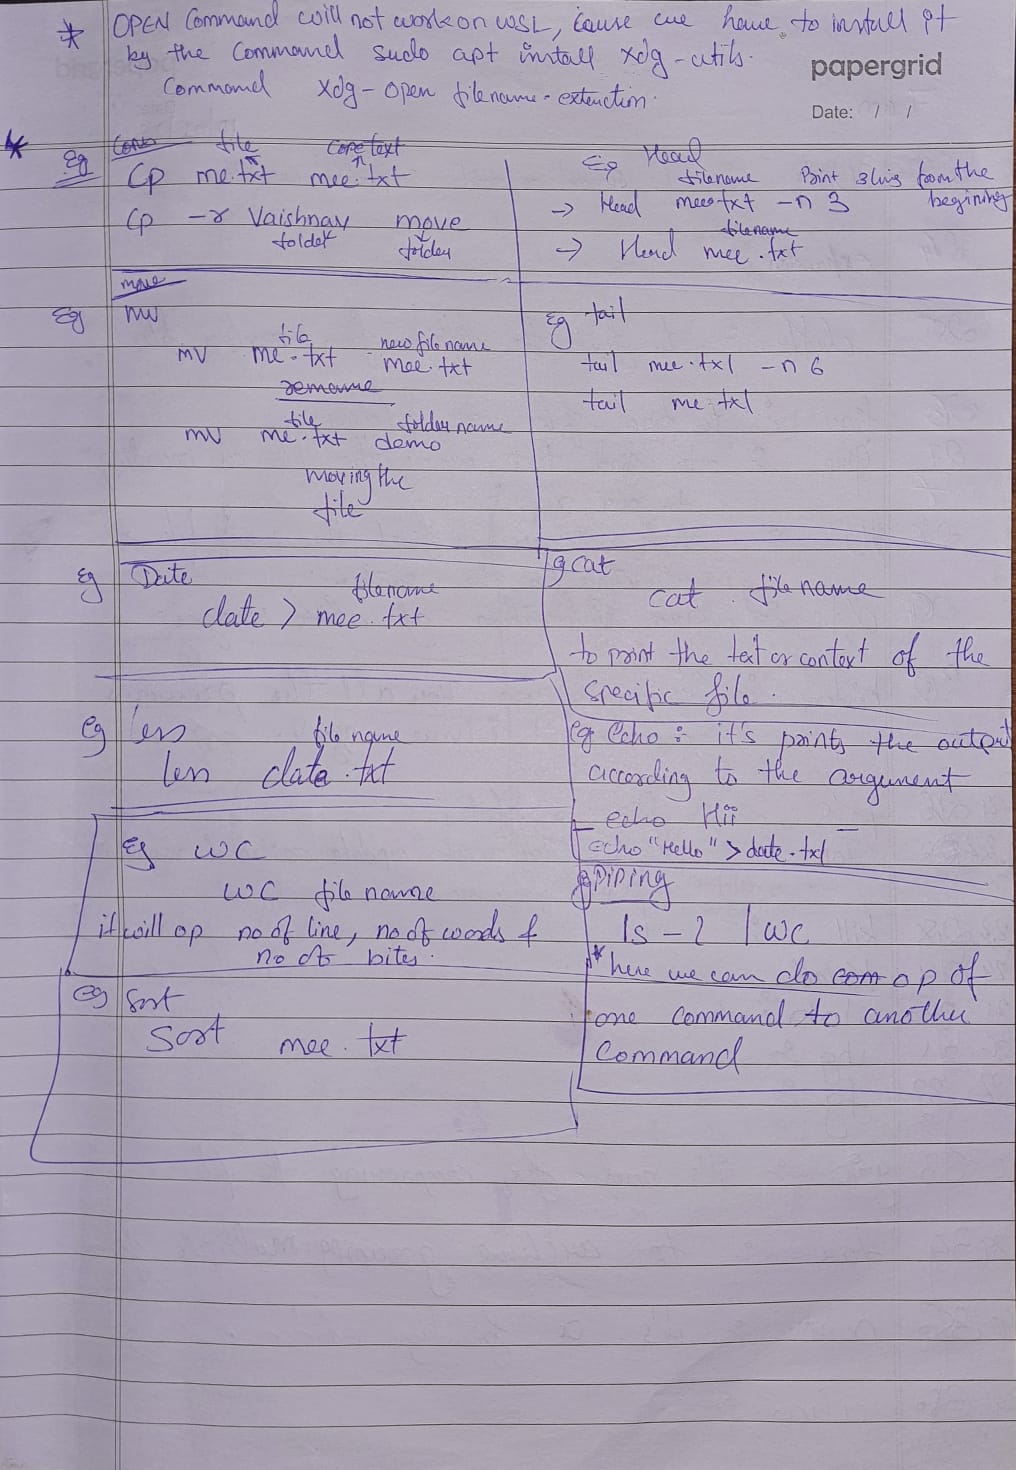 * OPEN Command will not work on WSL, cause we have to install it
by the Command sudo apt install xdg-utils.
papergrid
Command xdg-open filename-extenction.
Date: / /
* Eg
file
Cp me.txt mee.txt
Cp -r Vaishnav move
folder folder
Eg Head
filename Print 3 lines from the begining
→ Head mee.txt -n 3
filename
→ Head mee.txt
move
Eg mv
file new file name
mv me.txt mee.txt
rename
file folder name
mv me.txt demo
moving the
file
Eg tail
tail mee.txt -n 6
tail me.txt
Eg Date
filename
date > mee.txt
Eg cat
cat file name
to print the text or context of the
specific file.
Eg less
file name
less date.txt
Eg Echo : it's prints the output
according to the argument
echo Hii
echo "Hello" > date.txt
Eg wc
wc file name
it will op no of line, no of words &
no of bites.
Eg PIPING
ls -l | wc
* here we can do op of
one command to another
Command
Eg Sort
Sort mee.txt